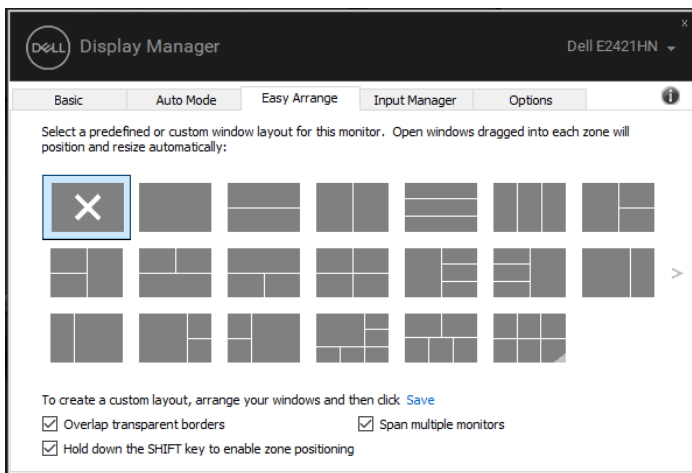 DELL Display Manager
x
Dell E2421HN
Basic Auto Mode Easy Arrange Input Manager Options
Select a predefined or custom window layout for this monitor. Open windows dragged into each zone will
position and resize automatically:
To create a custom layout, arrange your windows and then click Save
Overlap transparent borders Span multiple monitors
Hold down the SHIFT key to enable zone positioning